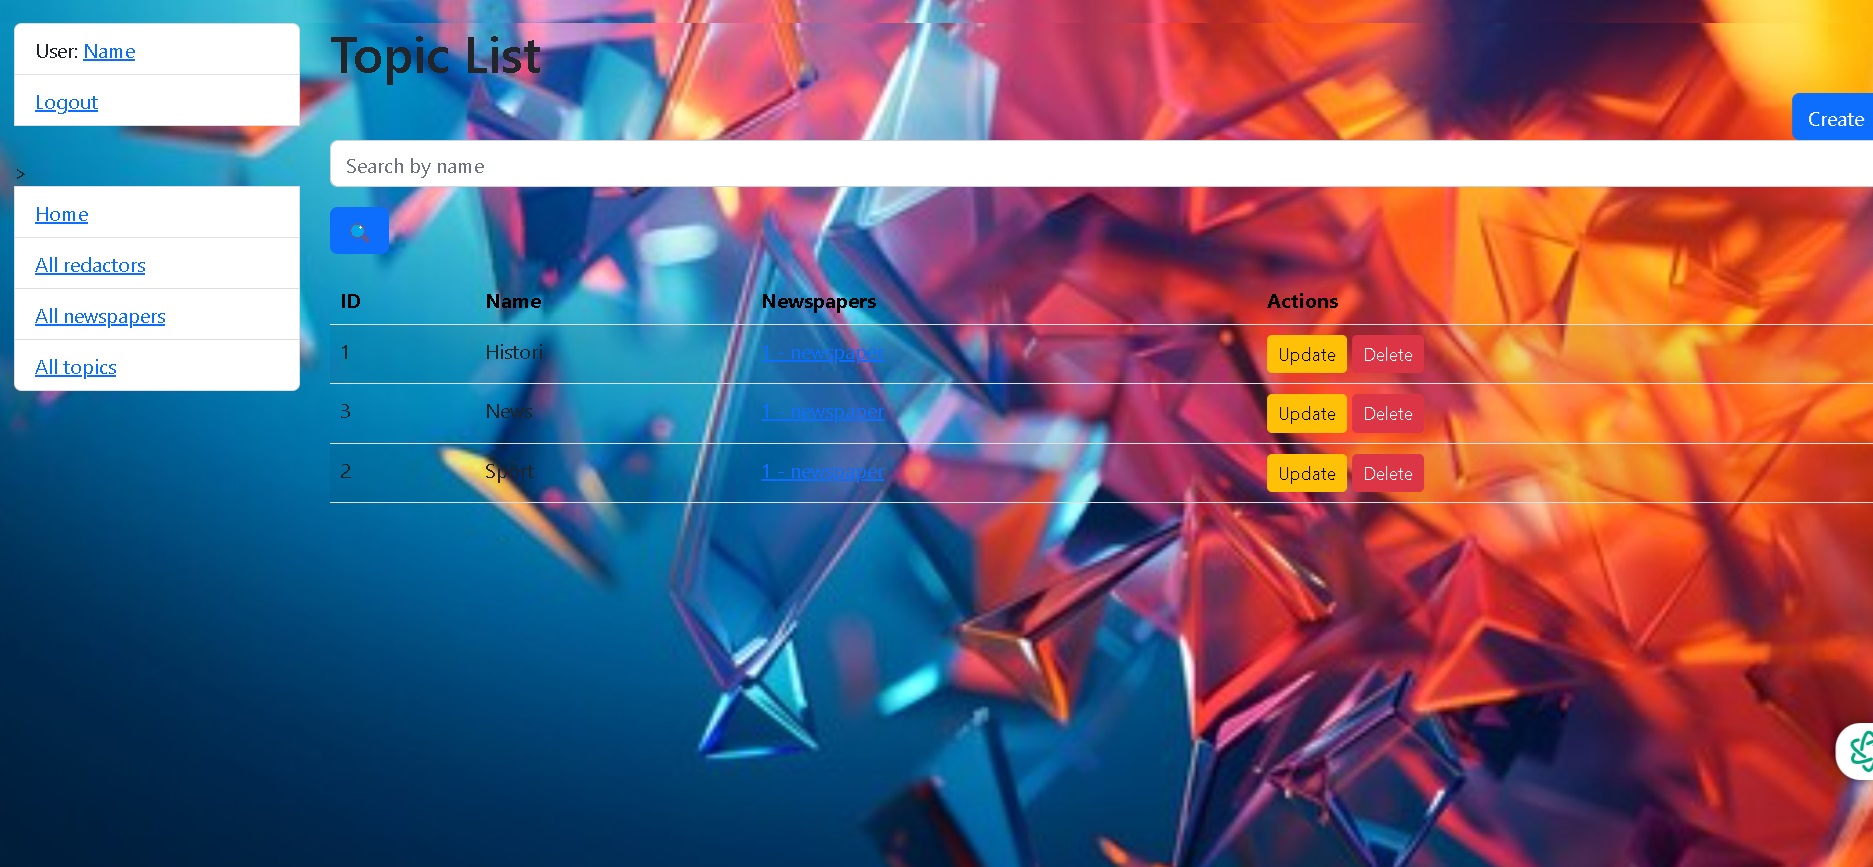 User: Name
Logout
>
Home
All redactors
All newspapers
All topics
Topic List
Create
Search by name
ID Name Newspapers Actions
1 Histori 1 - newspaper Update Delete
3 News 1 - newspaper Update Delete
2 Sport 1 - newspaper Update Delete